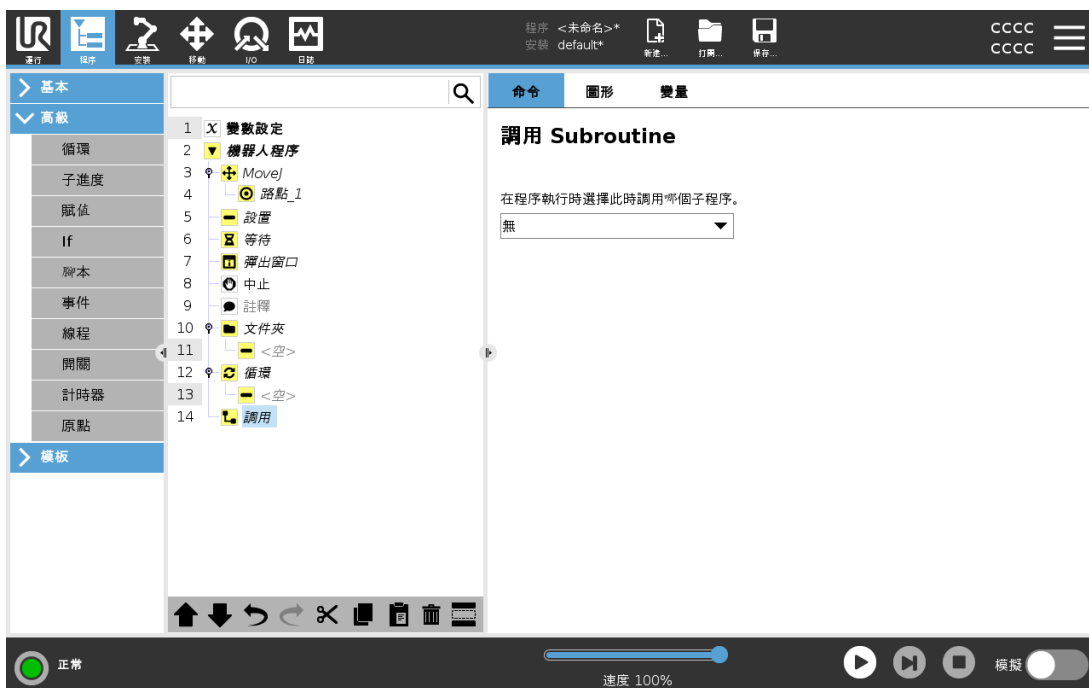 UR
運行
程序
安裝
移動
I/O
日誌
程序 <未命名>*
安裝 default*
新建...
打開...
保存...
CCCC
CCCC
基本
高級
循環
子進度
賦值
If
腳本
事件
線程
開關
計時器
原點
模板
1 X 變數設定
2 機器人程序
3 MoveJ
4 路點_1
5 設置
6 等待
7 彈出窗口
8 中止
9 註釋
10 文件夾
11 <空>
12 循環
13 <空>
14 調用
命令 圖形 變量
調用 Subroutine
在程序執行時選擇此時調用哪個子程序。
無
正常
速度 100%
模擬